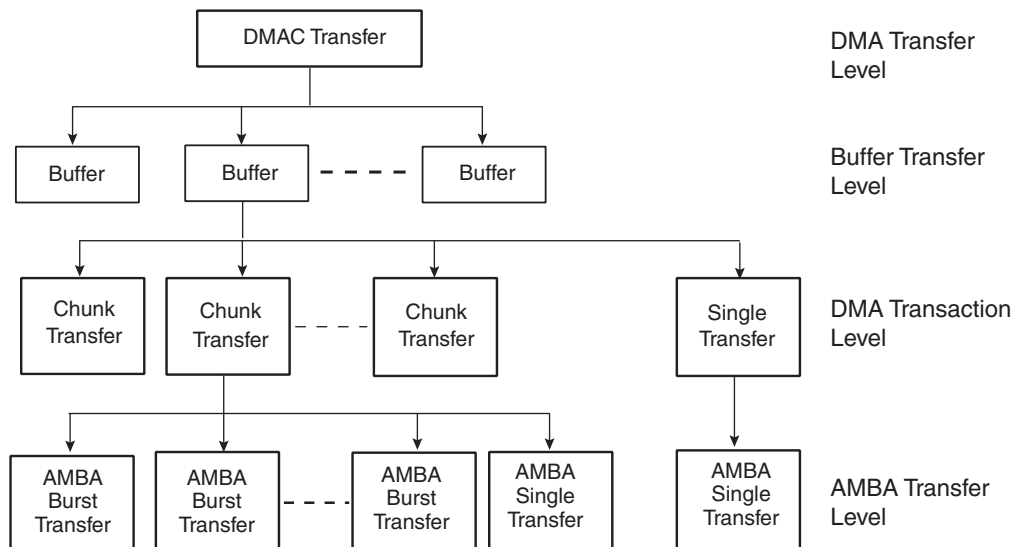 DMAC Transfer
DMA Transfer
Level
Buffer
Buffer
Buffer
Buffer Transfer
Level
Chunk
Transfer
Chunk
Transfer
Chunk
Transfer
Single
Transfer
DMA Transaction
Level
AMBA
Burst
Transfer
AMBA
Burst
Transfer
AMBA
Burst
Transfer
AMBA
Single
Transfer
AMBA
Single
Transfer
AMBA Transfer
Level